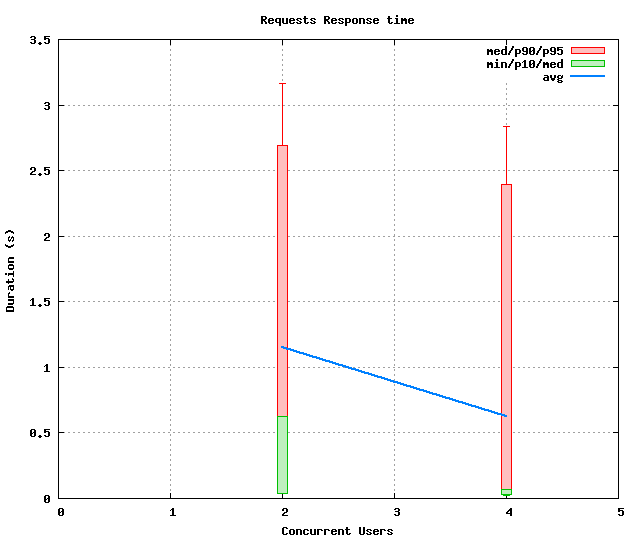 Requests Response time
med/p90/p95
min/p10/med
avg
3.5
3
2.5
2
1.5
1
0.5
0
Duration (s)
0 1 2 3 4 5
Concurrent Users